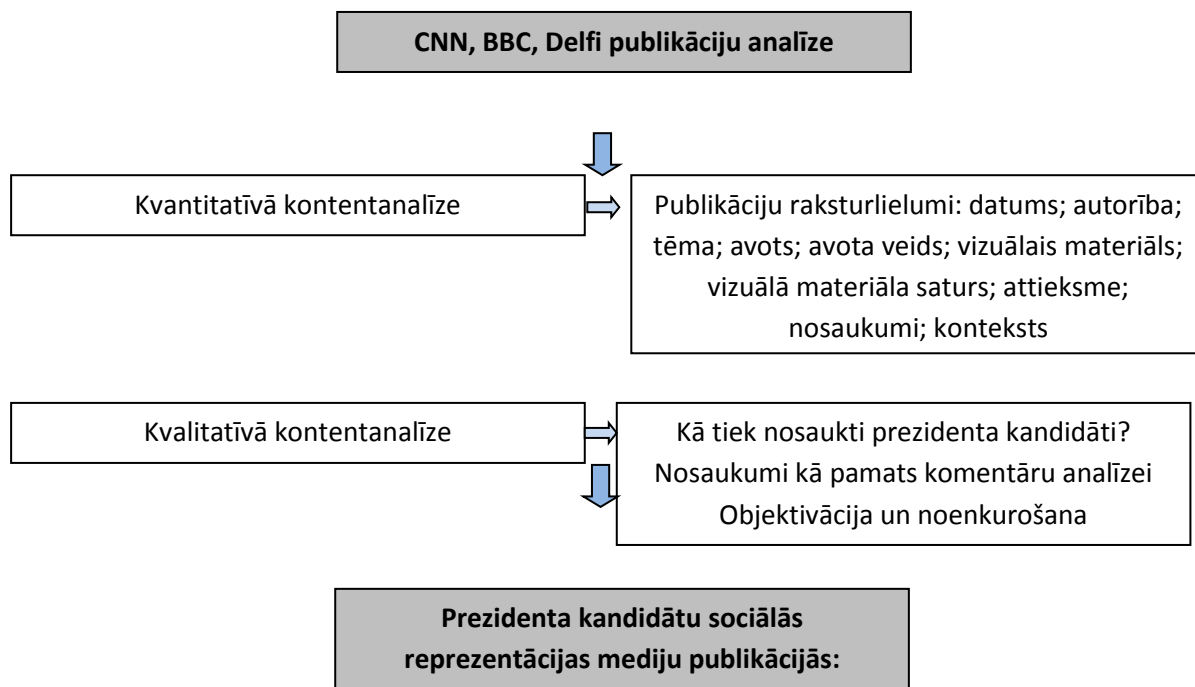 CNN, BBC, Delfi publikāciju analīze
Kvantitatīvā kontentanalīze
Publikāciju raksturlielumi: datums; autorība;
tēma; avots; avota veids; vizuālais materiāls;
vizuālā materiāla saturs; attieksme;
nosaukumi; konteksts
Kvalitatīvā kontentanalīze
Kā tiek nosaukti prezidenta kandidāti?
Nosaukumi kā pamats komentāru analīzei
Objektivācija un noenkurošana
Prezidenta kandidātu sociālās
reprezentācijas mediju publikācijās: